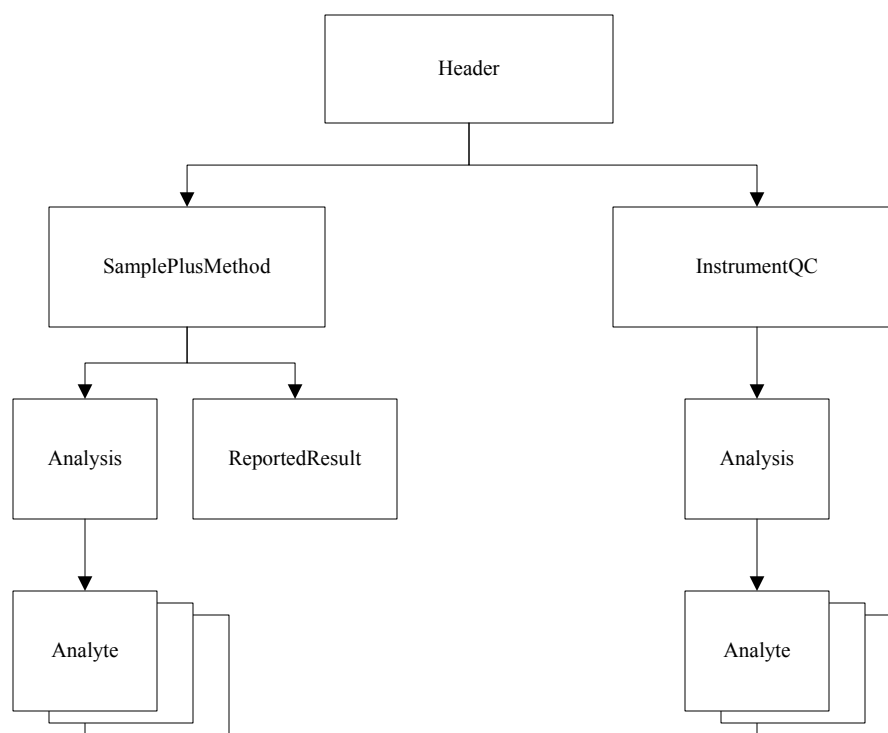 Header
SamplePlusMethod
InstrumentQC
Analysis
ReportedResult
Analysis
Analyte
Analyte